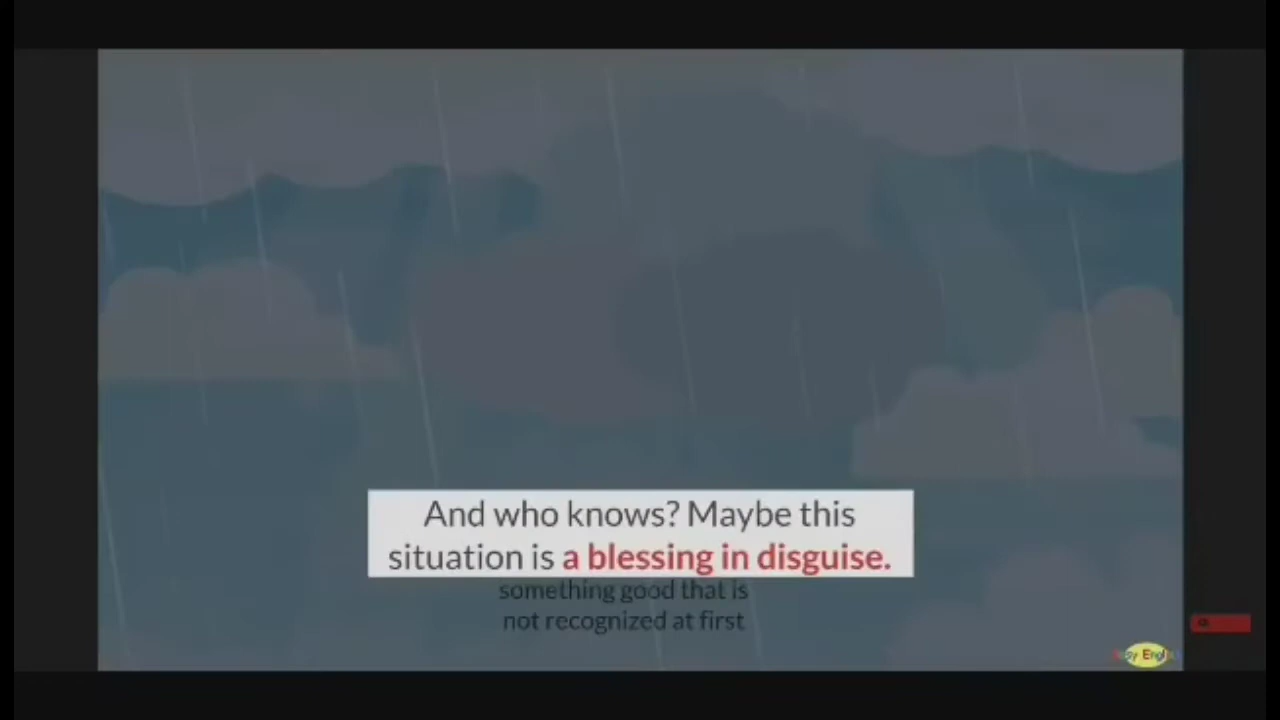 And who knows? Maybe this
situation is a blessing in disguise.
something good that is
not recognized at first